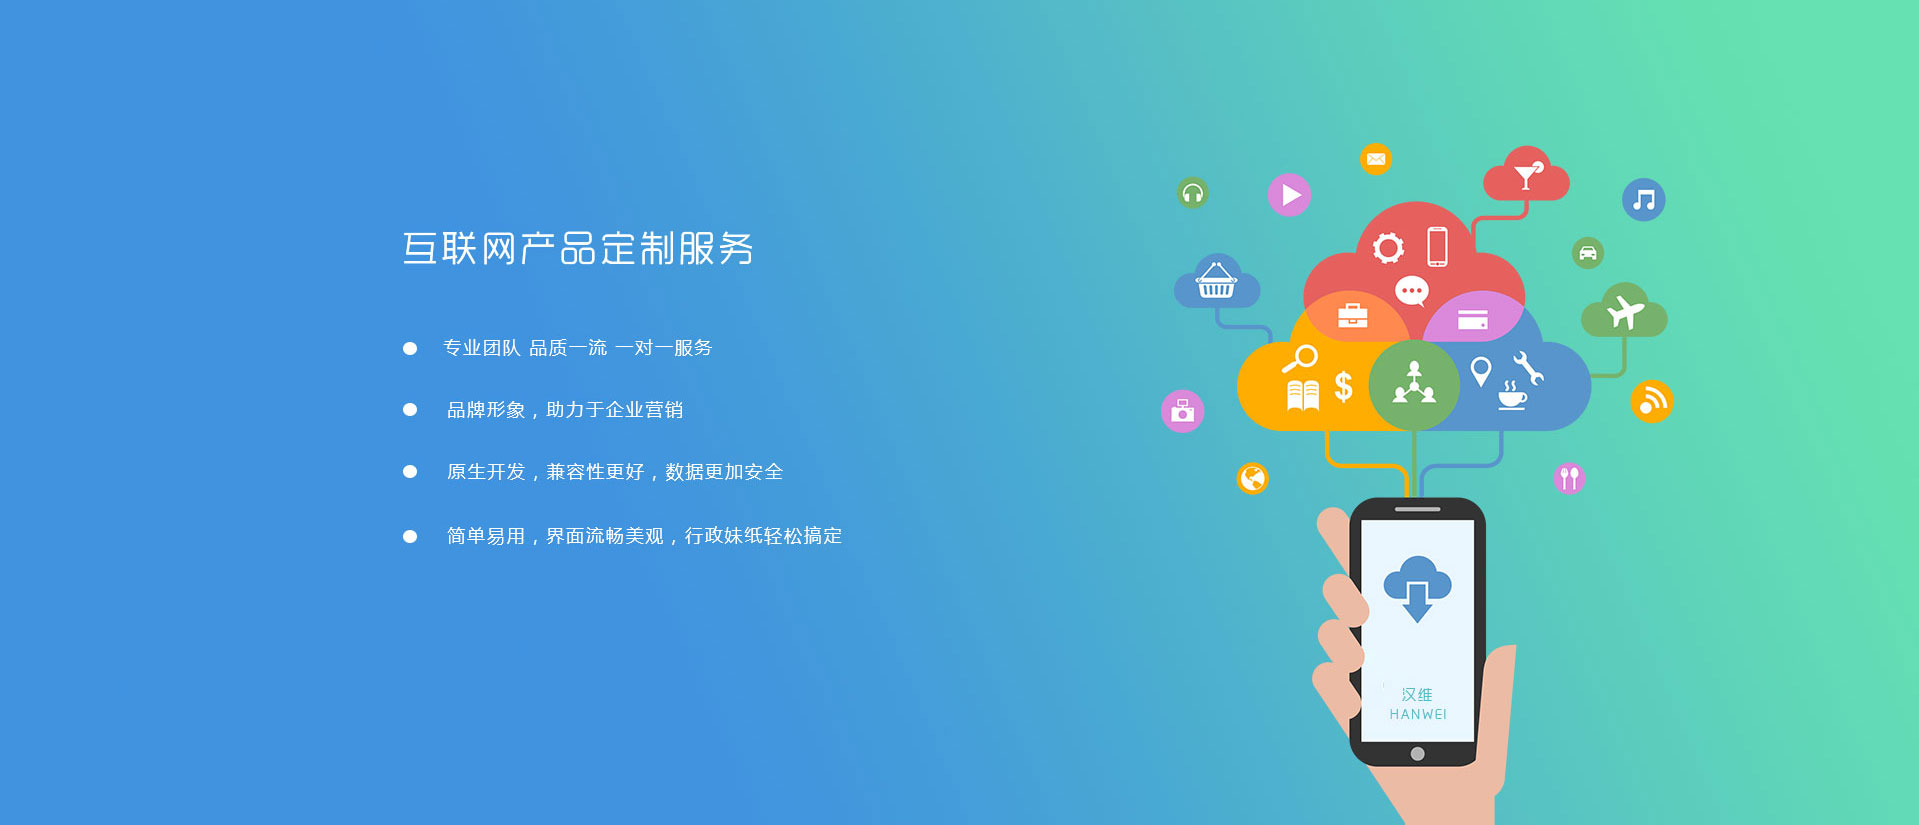 互联网产品定制服务
专业团队 品质一流 一对一服务
品牌形象，助力于企业营销
原生开发，兼容性更好，数据更加安全
简单易用，界面流畅美观，行政妹纸轻松搞定
$
汉维
HANWEI